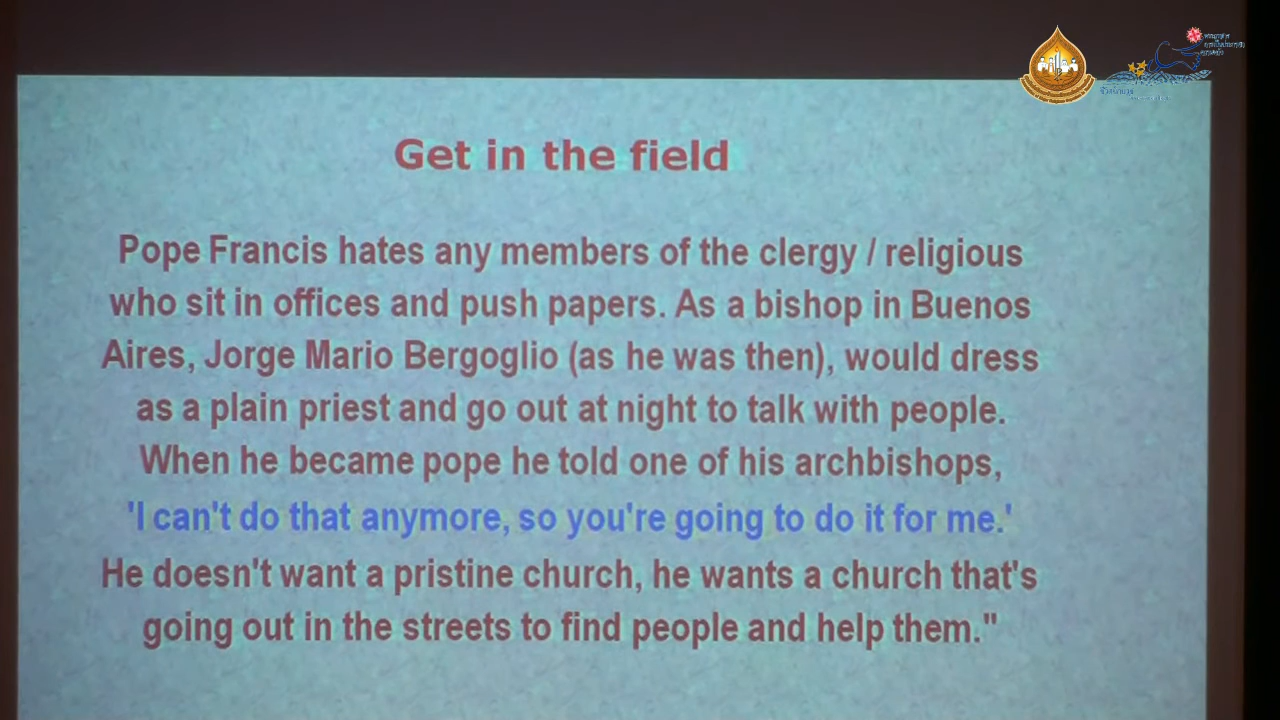 Get in the field
Pope Francis hates any members of the clergy / religious
who sit in offices and push papers. As a bishop in Buenos
Aires, Jorge Mario Bergoglio (as he was then), would dress
as a plain priest and go out at night to talk with people.
When he became pope he told one of his archbishops,
'I can't do that anymore, so you're going to do it for me.'
He doesn't want a pristine church, he wants a church that's
going out in the streets to find people and help them."